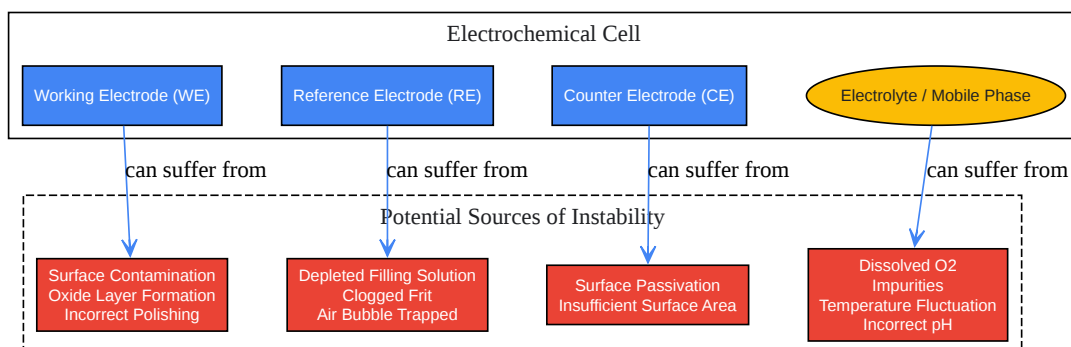 Electrochemical Cell
Working Electrode (WE)
Reference Electrode (RE)
Counter Electrode (CE)
Electrolyte / Mobile Phase
can suffer from
can suffer from
can suffer from
can suffer from
Potential Sources of Instability
Surface Contamination
Oxide Layer Formation
Incorrect Polishing
Depleted Filling Solution
Clogged Frit
Air Bubble Trapped
Surface Passivation
Insufficient Surface Area
Dissolved O2
Impurities
Temperature Fluctuation
Incorrect pH